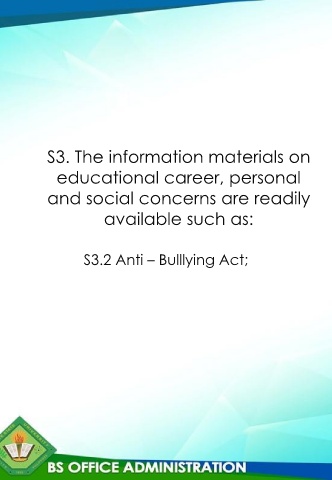 S3. The information materials on
educational career, personal
and social concerns are readily
available such as:
S3.2 Anti – Bulllying Act;
BS OFFICE ADMINISTRATION